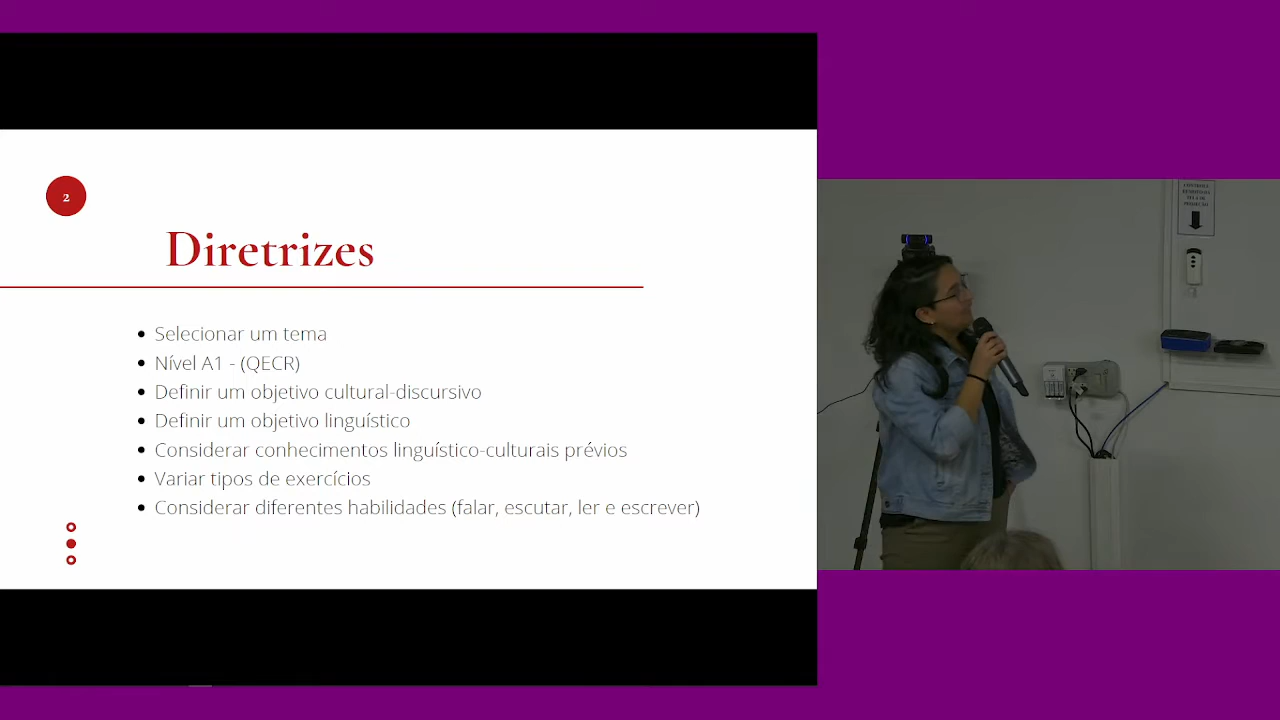 2
Diretrizes
Selecionar um tema
Nível A1 - (QECR)
Definir um objetivo cultural-discursivo
Definir um objetivo linguístico
Considerar conhecimentos linguístico-culturais prévios
Variar tipos de exercícios
Considerar diferentes habilidades (falar, escutar, ler e escrever)